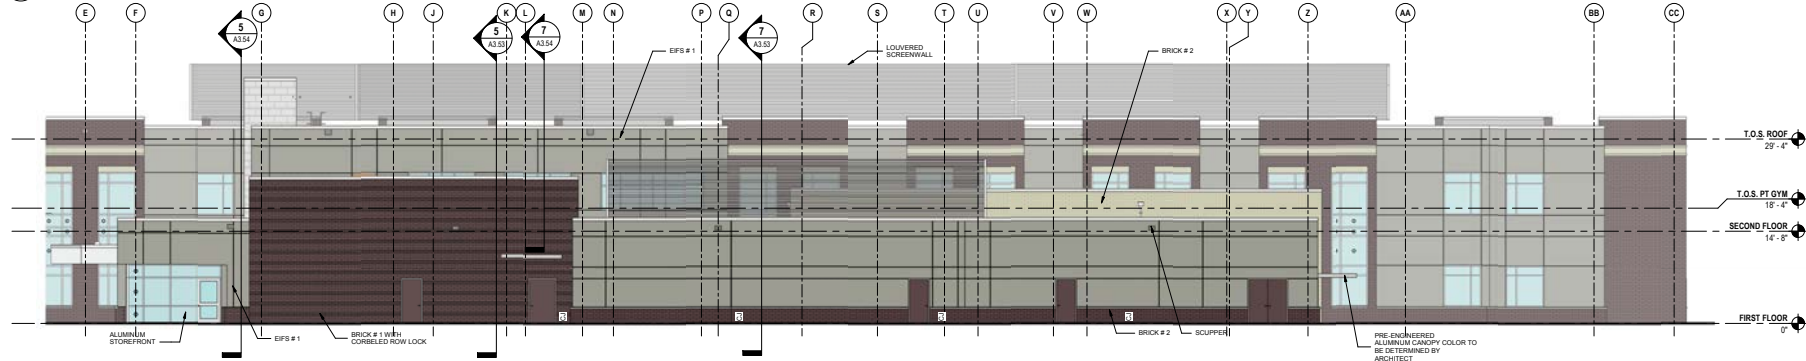 E F G H J K L M N P Q R S T U V W X Y Z AA BB CC
5
A3.54
5
A3.53
7
A3.54
7
A3.53
EIFS # 1
LOUVERED
SCREENWALL
BRICK # 2
T.O.S. ROOF
29' - 4"
T.O.S. PT GYM
18' - 4"
SECOND FLOOR
14' - 8"
FIRST FLOOR
0"
ALUMINUM
STOREFRONT
EIFS # 1
BRICK # 1 WITH
CORBELED ROW LOCK
BRICK # 2
SCUPPER
PRE-ENGINEERED
ALUMINUM CANOPY COLOR TO
BE DETERMINED BY
ARCHITECT